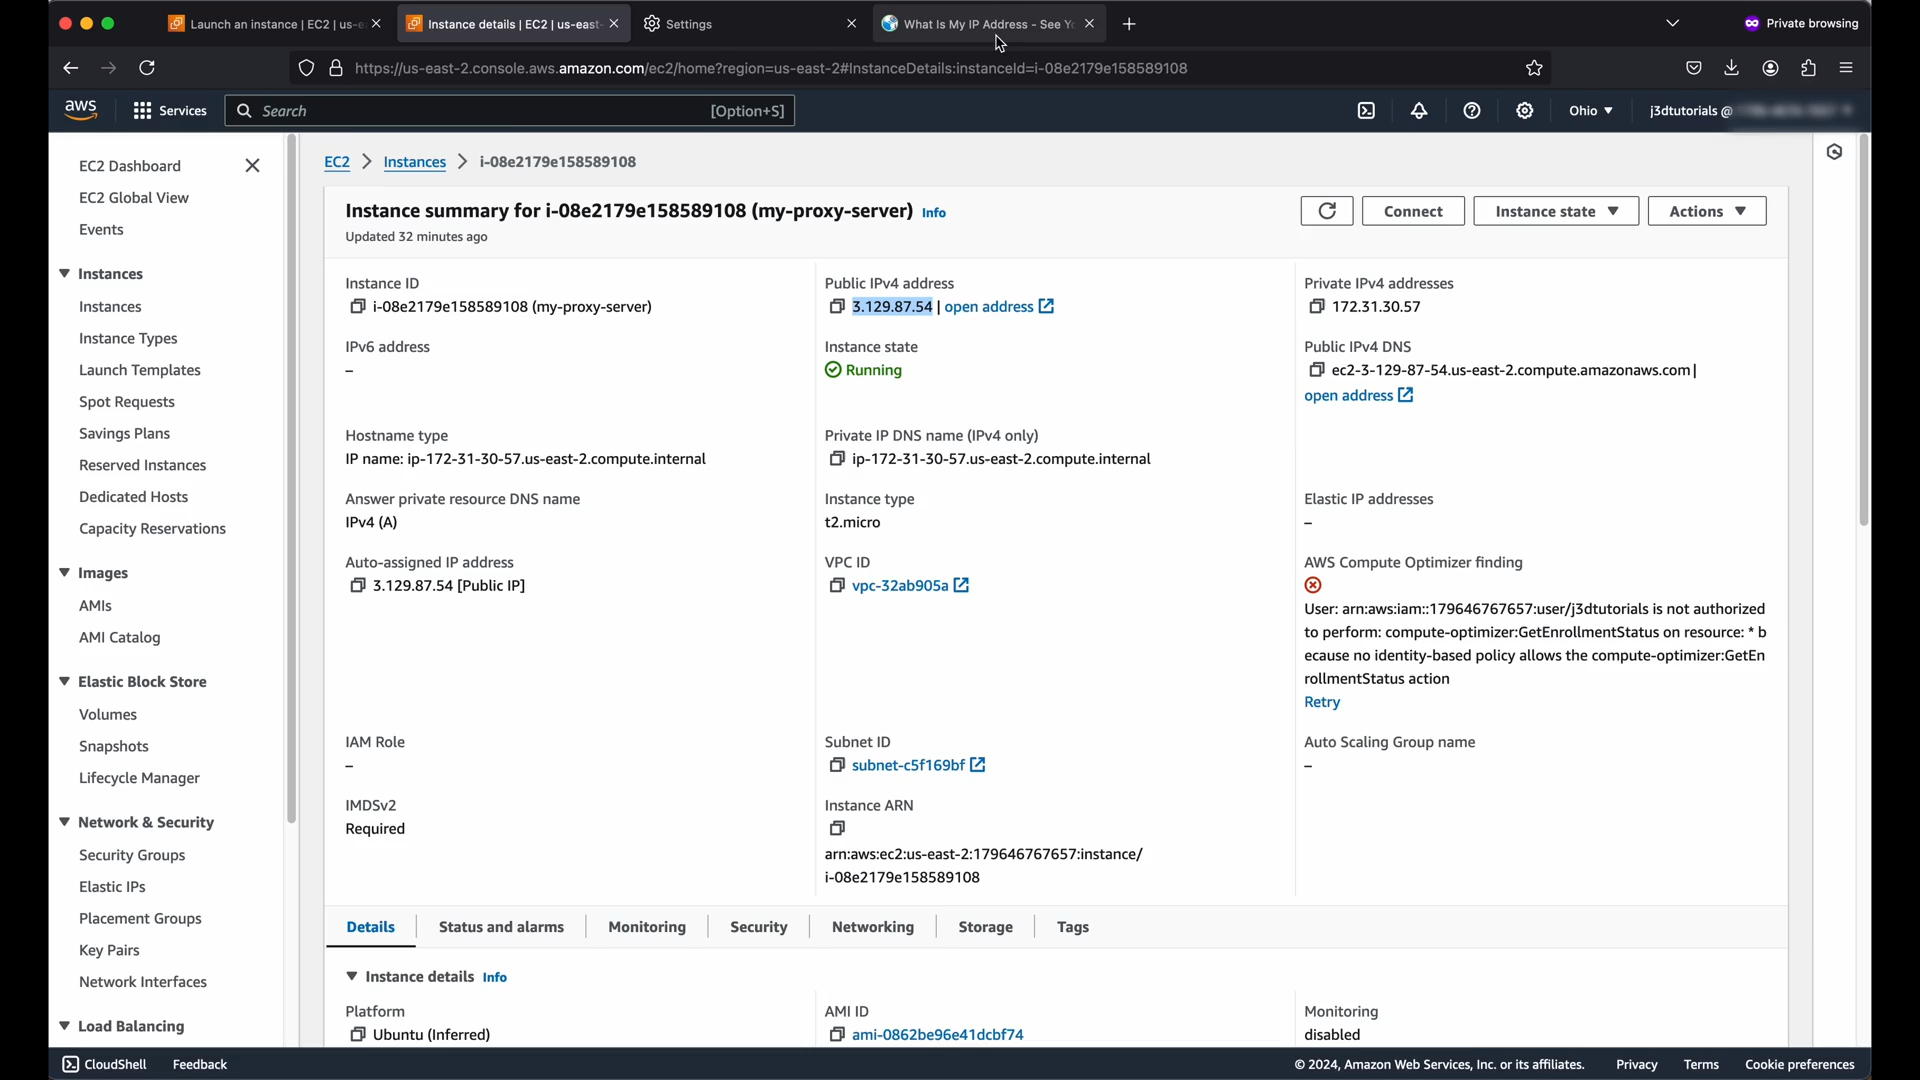 Launch an instance | EC2 | us-e
Instance details | EC2 | us-east-
Settings
What Is My IP Address - See Yo
Private browsing
https://us-east-2.console.aws.amazon.com/ec2/home?region=us-east-2#InstanceDetails:instanceId=i-08e2179e158589108
aws
Services
Search
[Option+S]
Ohio
j3dtutorials @
EC2 Dashboard
EC2 Global View
Events
Instances
Instances
Instance Types
Launch Templates
Spot Requests
Savings Plans
Reserved Instances
Dedicated Hosts
Capacity Reservations
Images
AMIs
AMI Catalog
Elastic Block Store
Volumes
Snapshots
Lifecycle Manager
Network & Security
Security Groups
Elastic IPs
Placement Groups
Key Pairs
Network Interfaces
Load Balancing
EC2 > Instances > i-08e2179e158589108
Instance summary for i-08e2179e158589108 (my-proxy-server) Info
Updated 32 minutes ago
Connect
Instance state
Actions
Instance ID
i-08e2179e158589108 (my-proxy-server)
Public IPv4 address
3.129.87.54 | open address
Private IPv4 addresses
172.31.30.57
IPv6 address
–
Instance state
Running
Public IPv4 DNS
ec2-3-129-87-54.us-east-2.compute.amazonaws.com |
open address
Hostname type
IP name: ip-172-31-30-57.us-east-2.compute.internal
Private IP DNS name (IPv4 only)
ip-172-31-30-57.us-east-2.compute.internal
Answer private resource DNS name
IPv4 (A)
Instance type
t2.micro
Elastic IP addresses
–
Auto-assigned IP address
3.129.87.54 [Public IP]
VPC ID
vpc-32ab905a
AWS Compute Optimizer finding
User: arn:aws:iam::179646767657:user/j3dtutorials is not authorized
to perform: compute-optimizer:GetEnrollmentStatus on resource: * b
ecause no identity-based policy allows the compute-optimizer:GetEn
rollmentStatus action
Retry
IAM Role
–
Subnet ID
subnet-c5f169bf
Auto Scaling Group name
–
IMDSv2
Required
Instance ARN
arn:aws:ec2:us-east-2:179646767657:instance/
i-08e2179e158589108
Details
Status and alarms
Monitoring
Security
Networking
Storage
Tags
Instance details Info
Platform
Ubuntu (Inferred)
AMI ID
ami-0862be96e41dcbf74
Monitoring
disabled
CloudShell
Feedback
© 2024, Amazon Web Services, Inc. or its affiliates.
Privacy
Terms
Cookie preferences